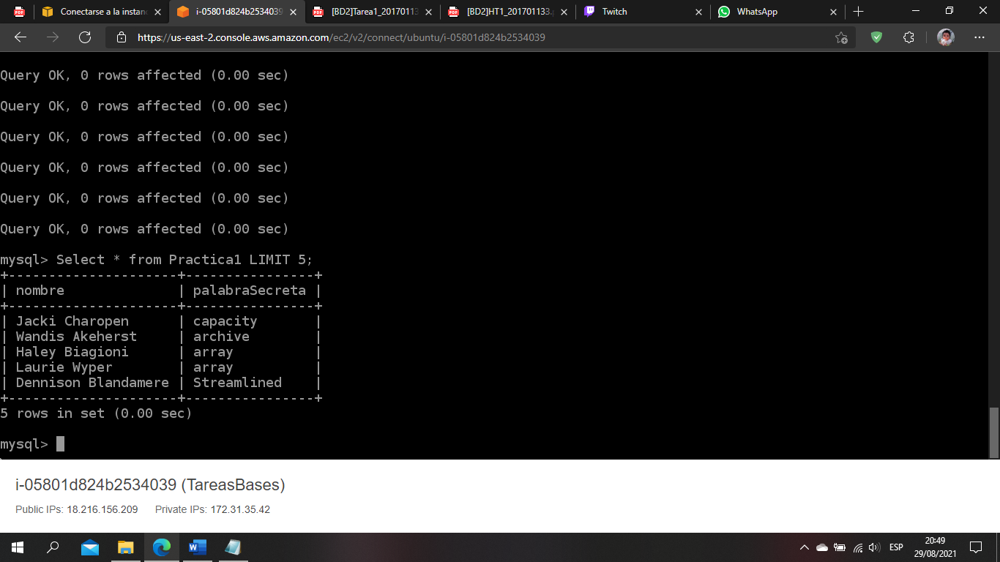 Conectarse a la instanc
i-05801d824b2534039
[BD2]Tarea1_201701133
[BD2]HT1_201701133.p
Twitch
WhatsApp
https://us-east-2.console.aws.amazon.com/ec2/v2/connect/ubuntu/i-05801d824b2534039
Query OK, 0 rows affected (0.00 sec)
Query OK, 0 rows affected (0.00 sec)
Query OK, 0 rows affected (0.00 sec)
Query OK, 0 rows affected (0.00 sec)
Query OK, 0 rows affected (0.00 sec)
Query OK, 0 rows affected (0.00 sec)
mysql> Select * from Practica1 LIMIT 5;
+---------------------+----------------+
| nombre              | palabraSecreta |
+---------------------+----------------+
| Jacki Charopen      | capacity       |
| Wandis Akeherst     | archive        |
| Haley Biagioni      | array          |
| Laurie Wyper        | array          |
| Dennison Blandamere | Streamlined    |
+---------------------+----------------+
5 rows in set (0.00 sec)
mysql>
i-05801d824b2534039 (TareasBases)
Public IPs: 18.216.156.209 Private IPs: 172.31.35.42
ESP
20:49
29/08/2021